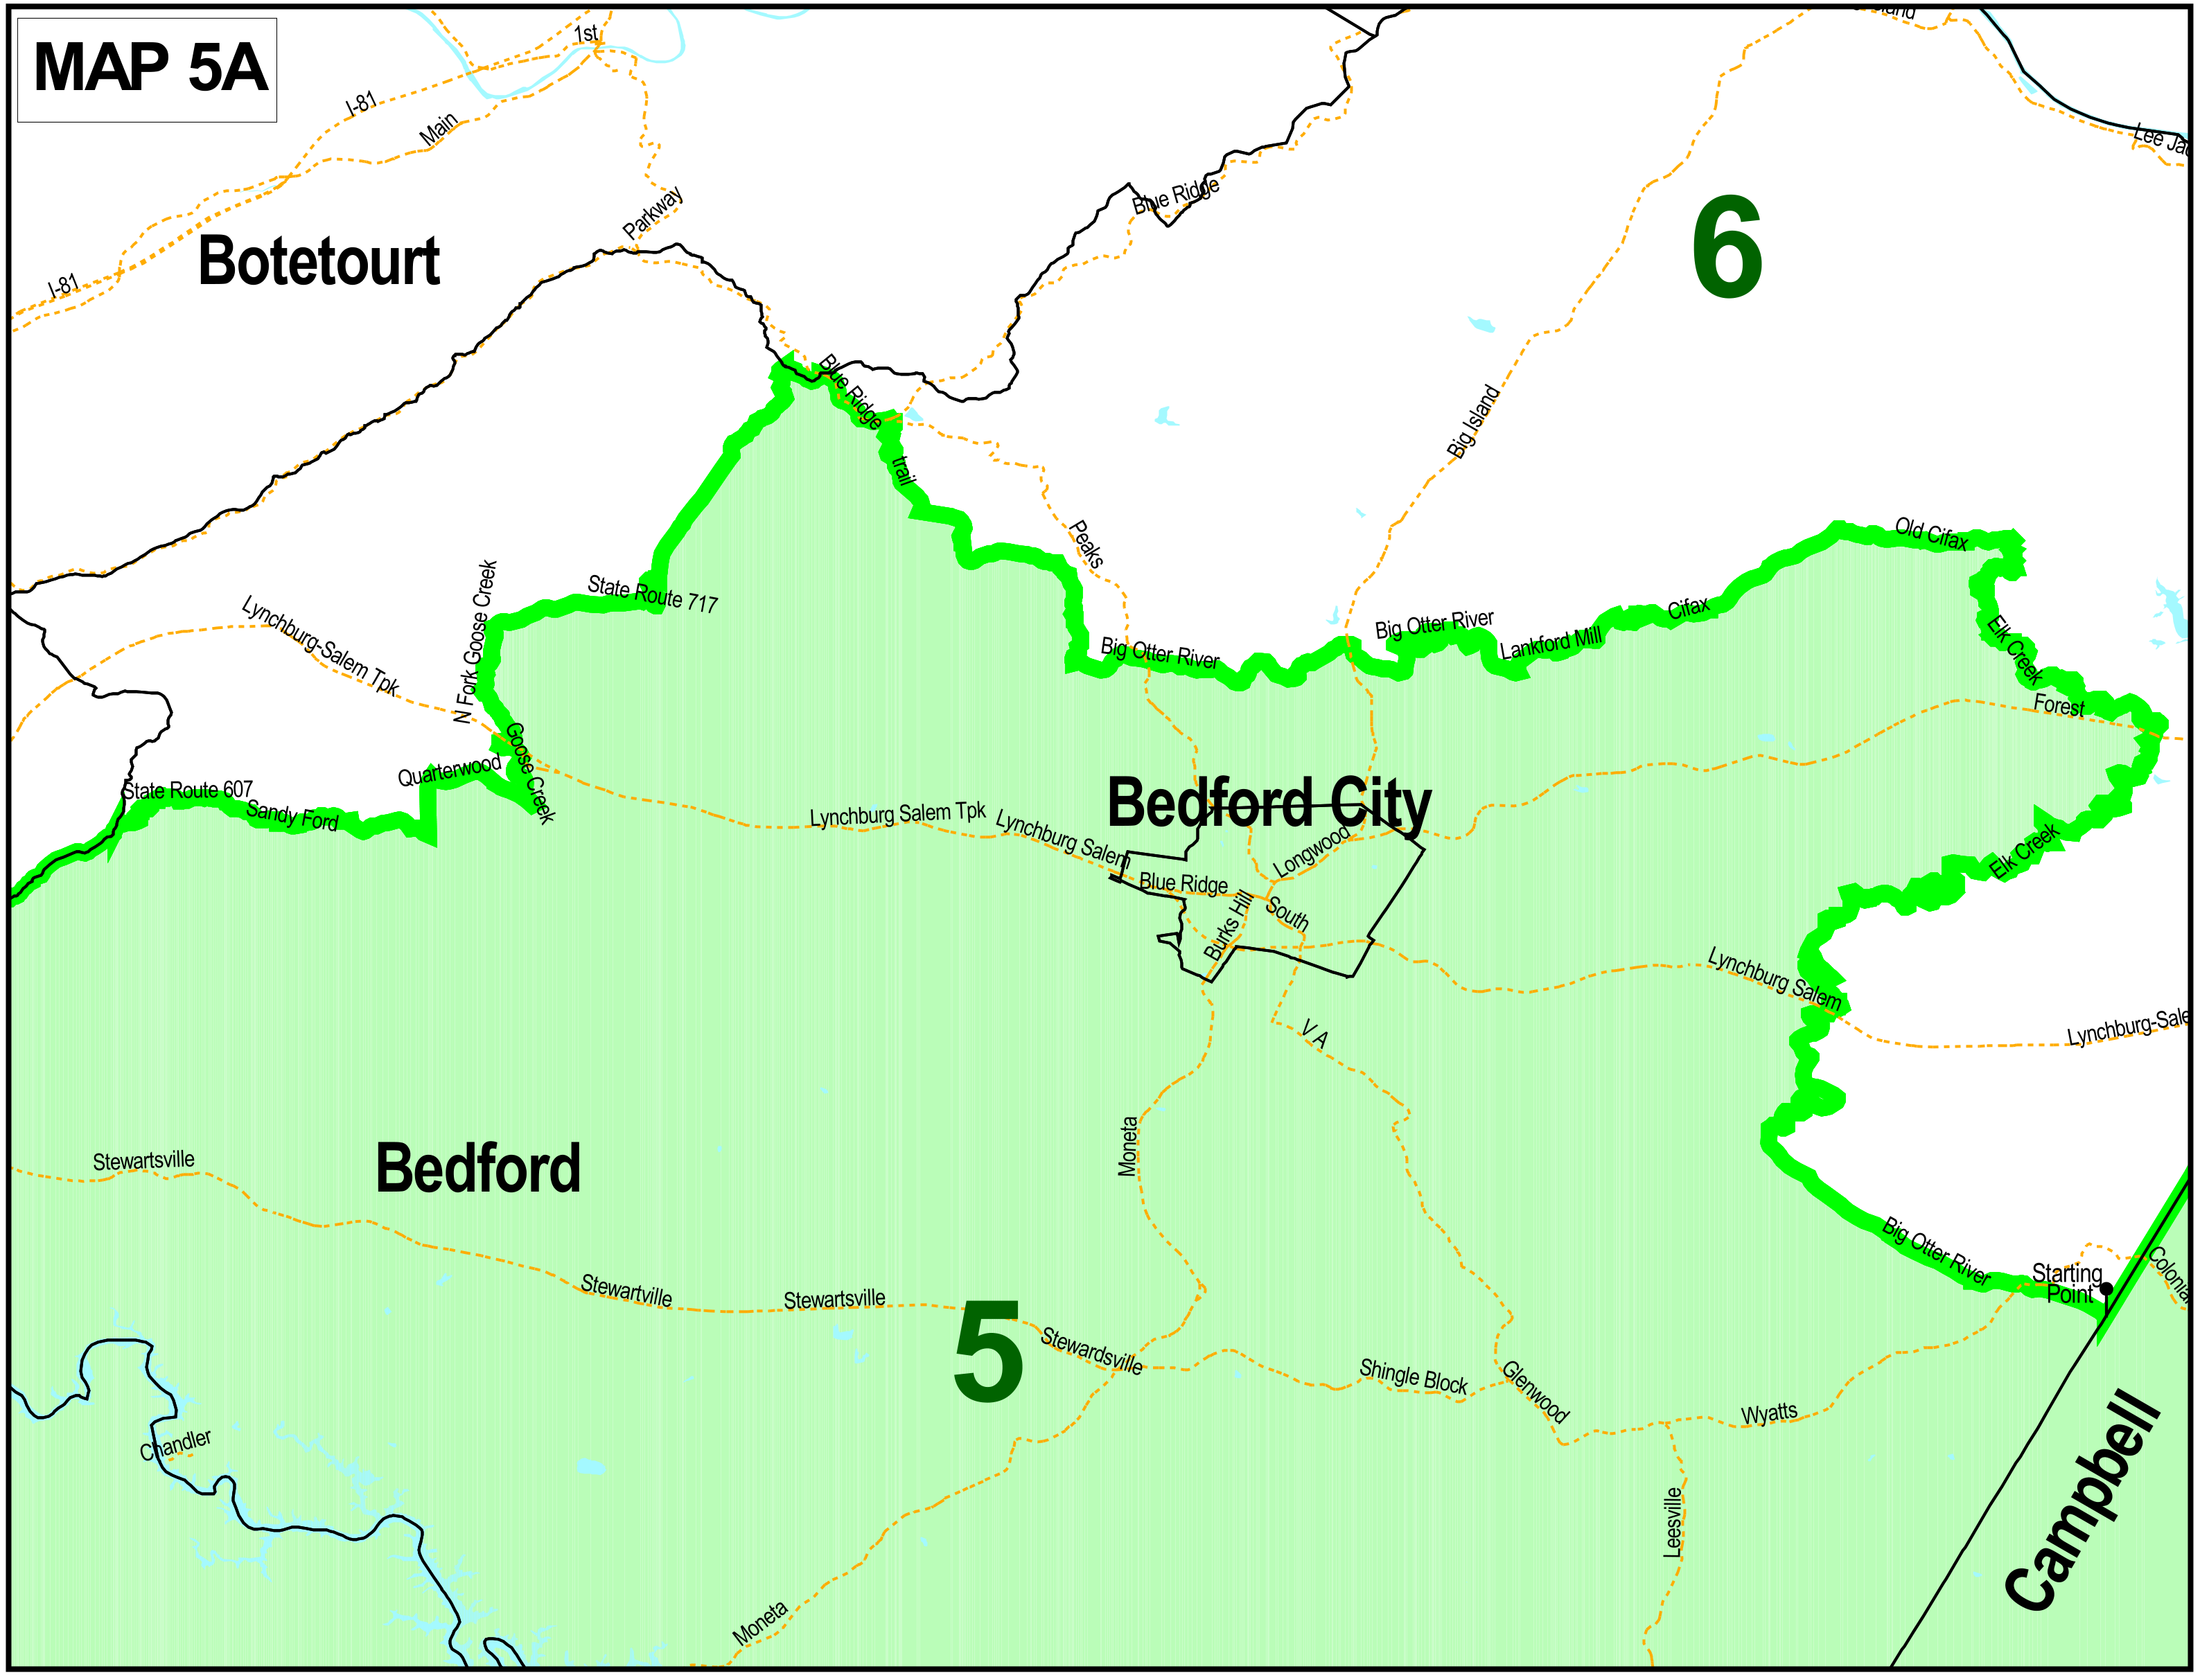 MAP 5A
1st
I-81
Main
Island
Lee Jac
Parkway
Blue Ridge
6
Botetourt
I-81
Blue Ridge
trail
Big Island
Peaks
Old Cifax
N Fork Goose Creek
State Route 717
Lynchburg-Salem Tpk
Big Otter River
Big Otter River
Lankford Mill
Cifax
Elk Creek
Forest
Goose Creek
Quarterwood
State Route 607
Sandy Ford
Bedford City
Lynchburg Salem Tpk
Lynchburg Salem
Longwood
Blue Ridge
Burks Hill
South
Elk Creek
Lynchburg Salem
Lynchburg-Sale
V A
Moneta
Stewartsville
Bedford
Big Otter River
Starting
Point
Colonial
Stewartville
Stewartsville
5
Stewardsville
Shingle Block
Glenwood
Wyatts
Chandler
Leesville
Campbell
Moneta